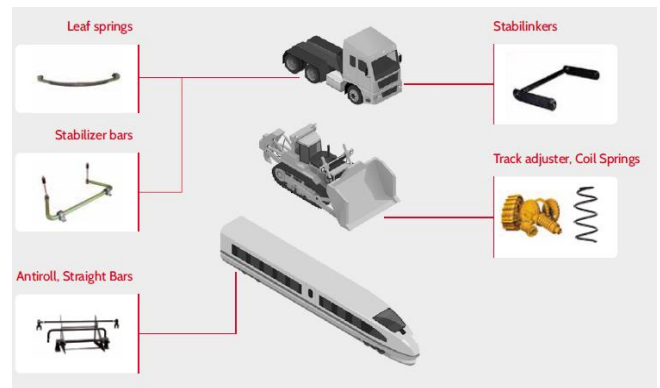 Leaf springs
Stabilinkers
Stabilizer bars
Track adjuster, Coil Springs
Antiroll, Straight Bars